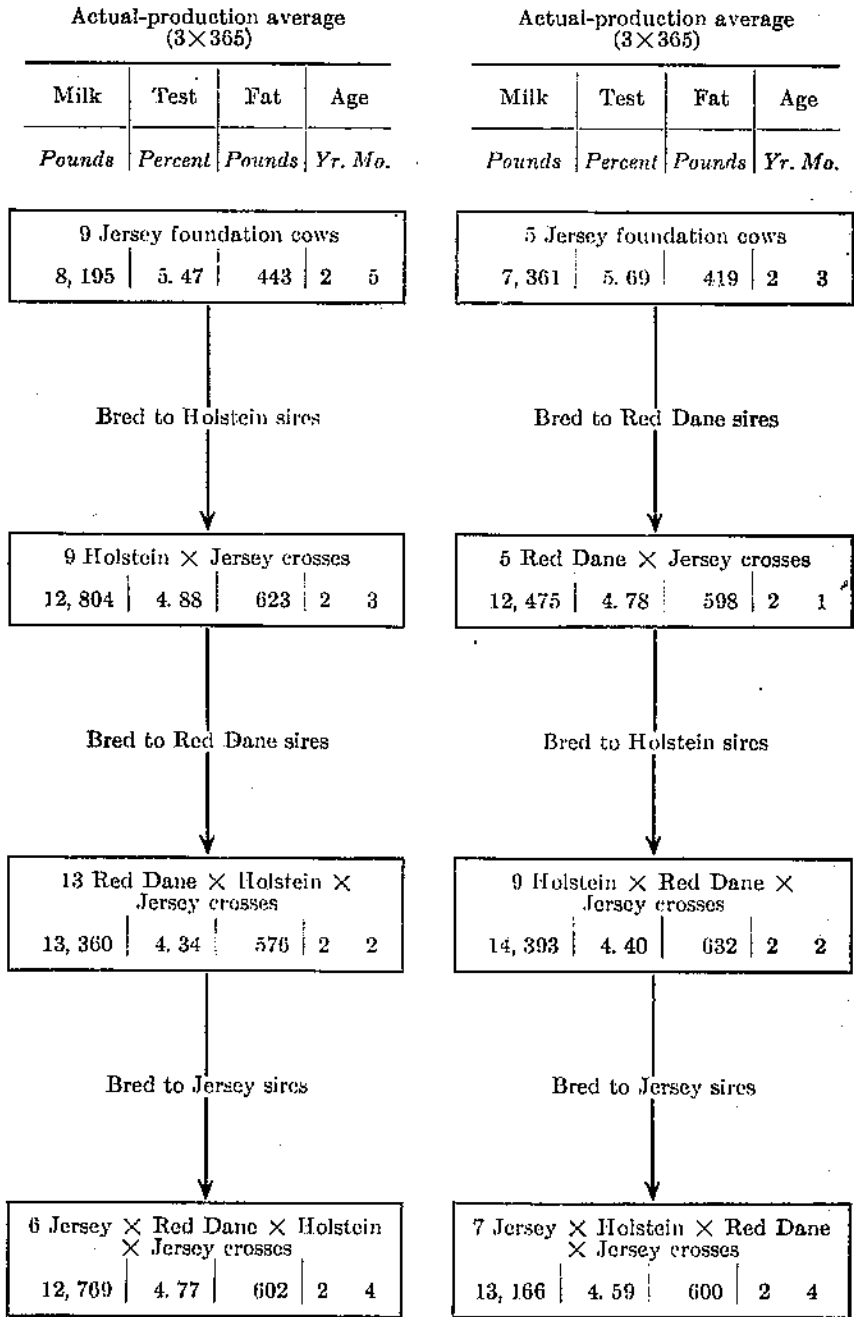 Actual-production average
(3×365)
Milk Test Fat Age
Pounds Percent Pounds Yr. Mo.
9 Jersey foundation cows
8,195 5.47 443 2 5
Bred to Holstein sires
9 Holstein × Jersey crosses
12,804 4.88 623 2 3
Bred to Red Dane sires
13 Red Dane × Holstein ×
Jersey crosses
13,360 4.34 576 2 2
Bred to Jersey sires
6 Jersey × Red Dane × Holstein
× Jersey crosses
12,769 4.77 602 2 4
Actual-production average
(3×365)
Milk Test Fat Age
Pounds Percent Pounds Yr. Mo.
5 Jersey foundation cows
7,361 5.69 419 2 3
Bred to Red Dane sires
5 Red Dane × Jersey crosses
12,475 4.78 598 2 1
Bred to Holstein sires
9 Holstein × Red Dane ×
Jersey crosses
14,393 4.40 632 2 2
Bred to Jersey sires
7 Jersey × Holstein × Red Dane
× Jersey crosses
13,166 4.59 600 2 4